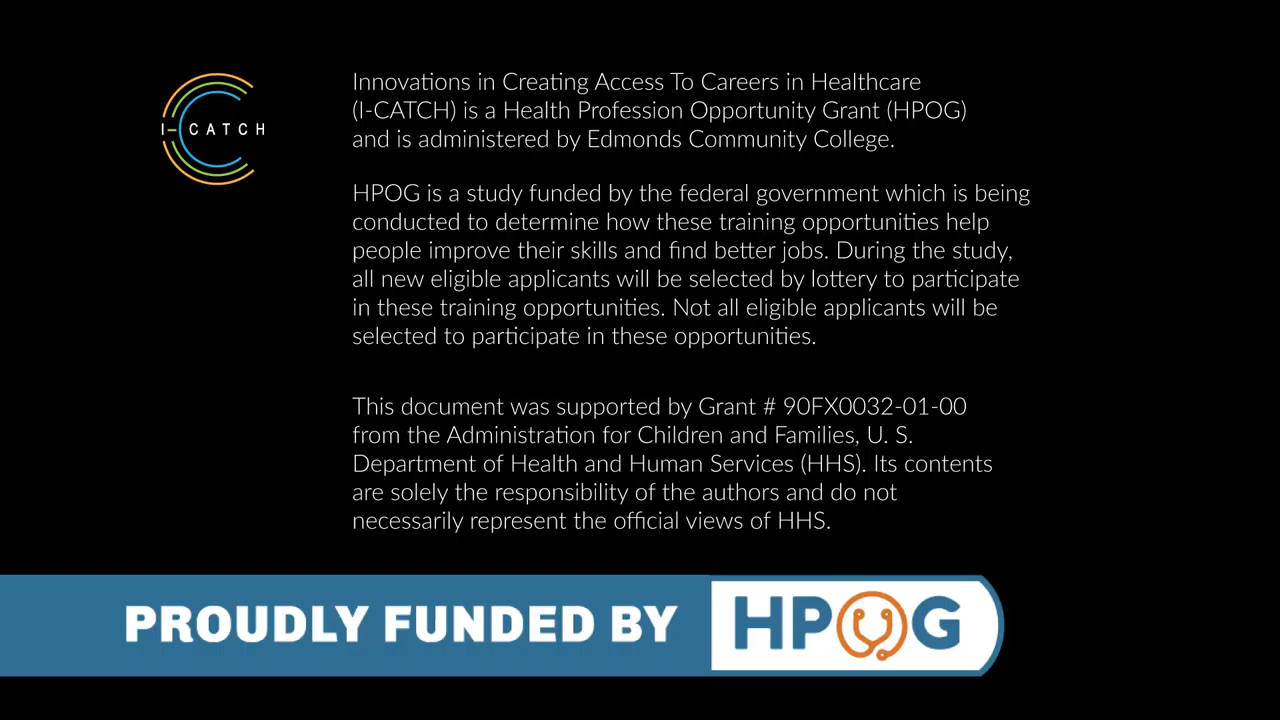 I-CATCH
Innovations in Creating Access To Careers in Healthcare
(I-CATCH) is a Health Profession Opportunity Grant (HPOG)
and is administered by Edmonds Community College.
HPOG is a study funded by the federal government which is being
conducted to determine how these training opportunities help
people improve their skills and find better jobs. During the study,
all new eligible applicants will be selected by lottery to participate
in these training opportunities. Not all eligible applicants will be
selected to participate in these opportunities.
This document was supported by Grant # 90FX0032-01-00
from the Administration for Children and Families, U. S.
Department of Health and Human Services (HHS). Its contents
are solely the responsibility of the authors and do not
necessarily represent the official views of HHS.
PROUDLY FUNDED BY HPOG